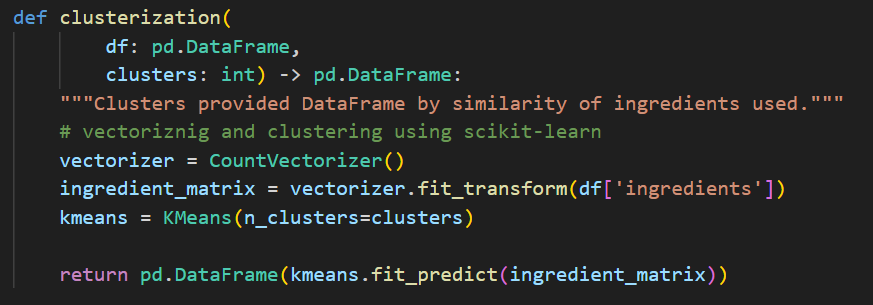 def clusterization(
        df: pd.DataFrame,
        clusters: int) -> pd.DataFrame:
    """Clusters provided DataFrame by similarity of ingredients used."""
    # vectoriznig and clustering using scikit-learn
    vectorizer = CountVectorizer()
    ingredient_matrix = vectorizer.fit_transform(df['ingredients'])
    kmeans = KMeans(n_clusters=clusters)

    return pd.DataFrame(kmeans.fit_predict(ingredient_matrix))